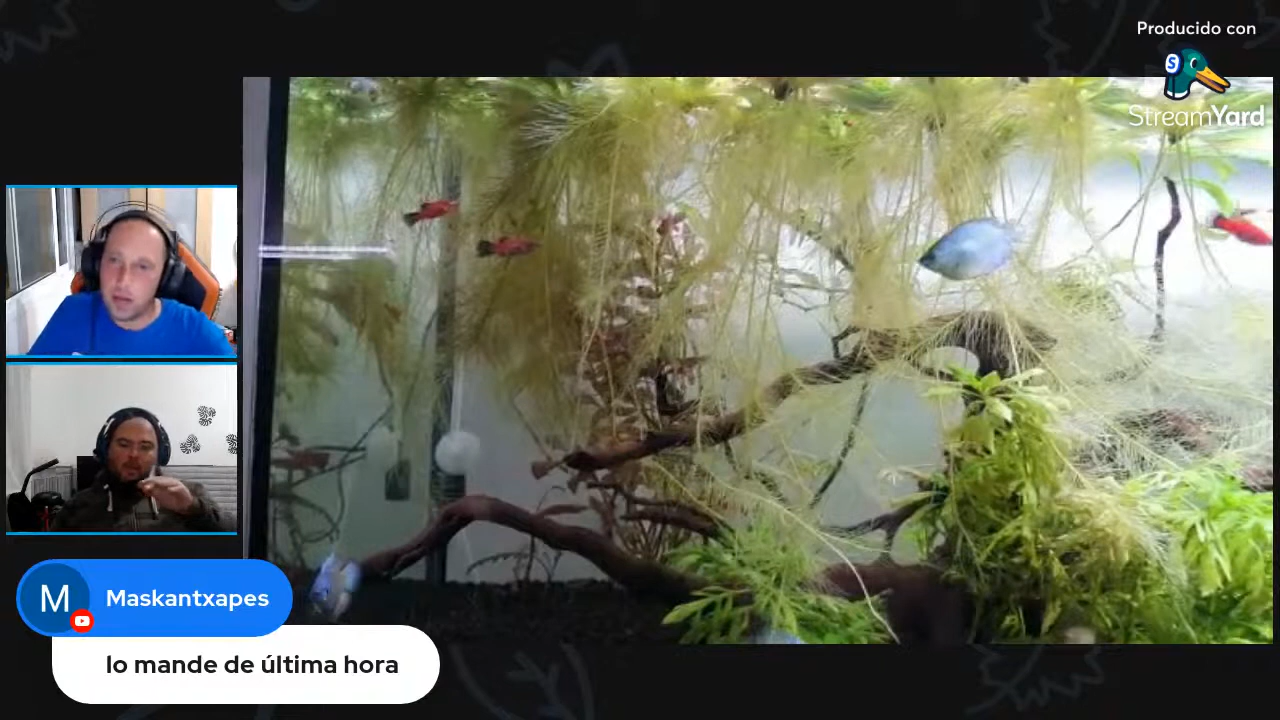 Producido con
S
StreamYard
M
Maskantxapes
lo mande de última hora